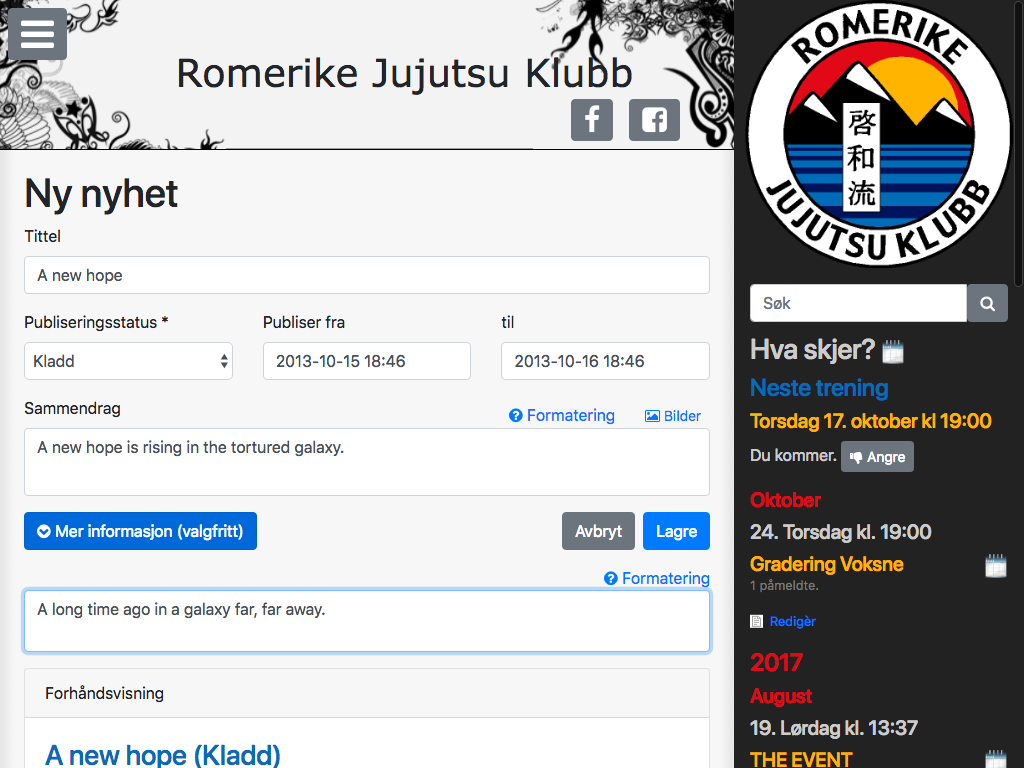 Romerike Jujutsu Klubb
Ny nyhet
Tittel
A new hope
Publiseringsstatus *
Publiser fra
til
Kladd
2013-10-15 18:46
2013-10-16 18:46
Sammendrag
Formatering
Bilder
A new hope is rising in the tortured galaxy.
Mer informasjon (valgfritt)
Avbryt
Lagre
Formatering
A long time ago in a galaxy far, far away.
Forhåndsvisning
A new hope (Kladd)
ROMERIKE
啓和流
JUJUTSU KLUBB
Søk
Hva skjer?
Neste trening
Torsdag 17. oktober kl 19:00
Du kommer.
Angre
Oktober
24. Torsdag kl. 19:00
Gradering Voksne
1 påmeldte.
Redigèr
2017
August
19. Lørdag kl. 13:37
THE EVENT